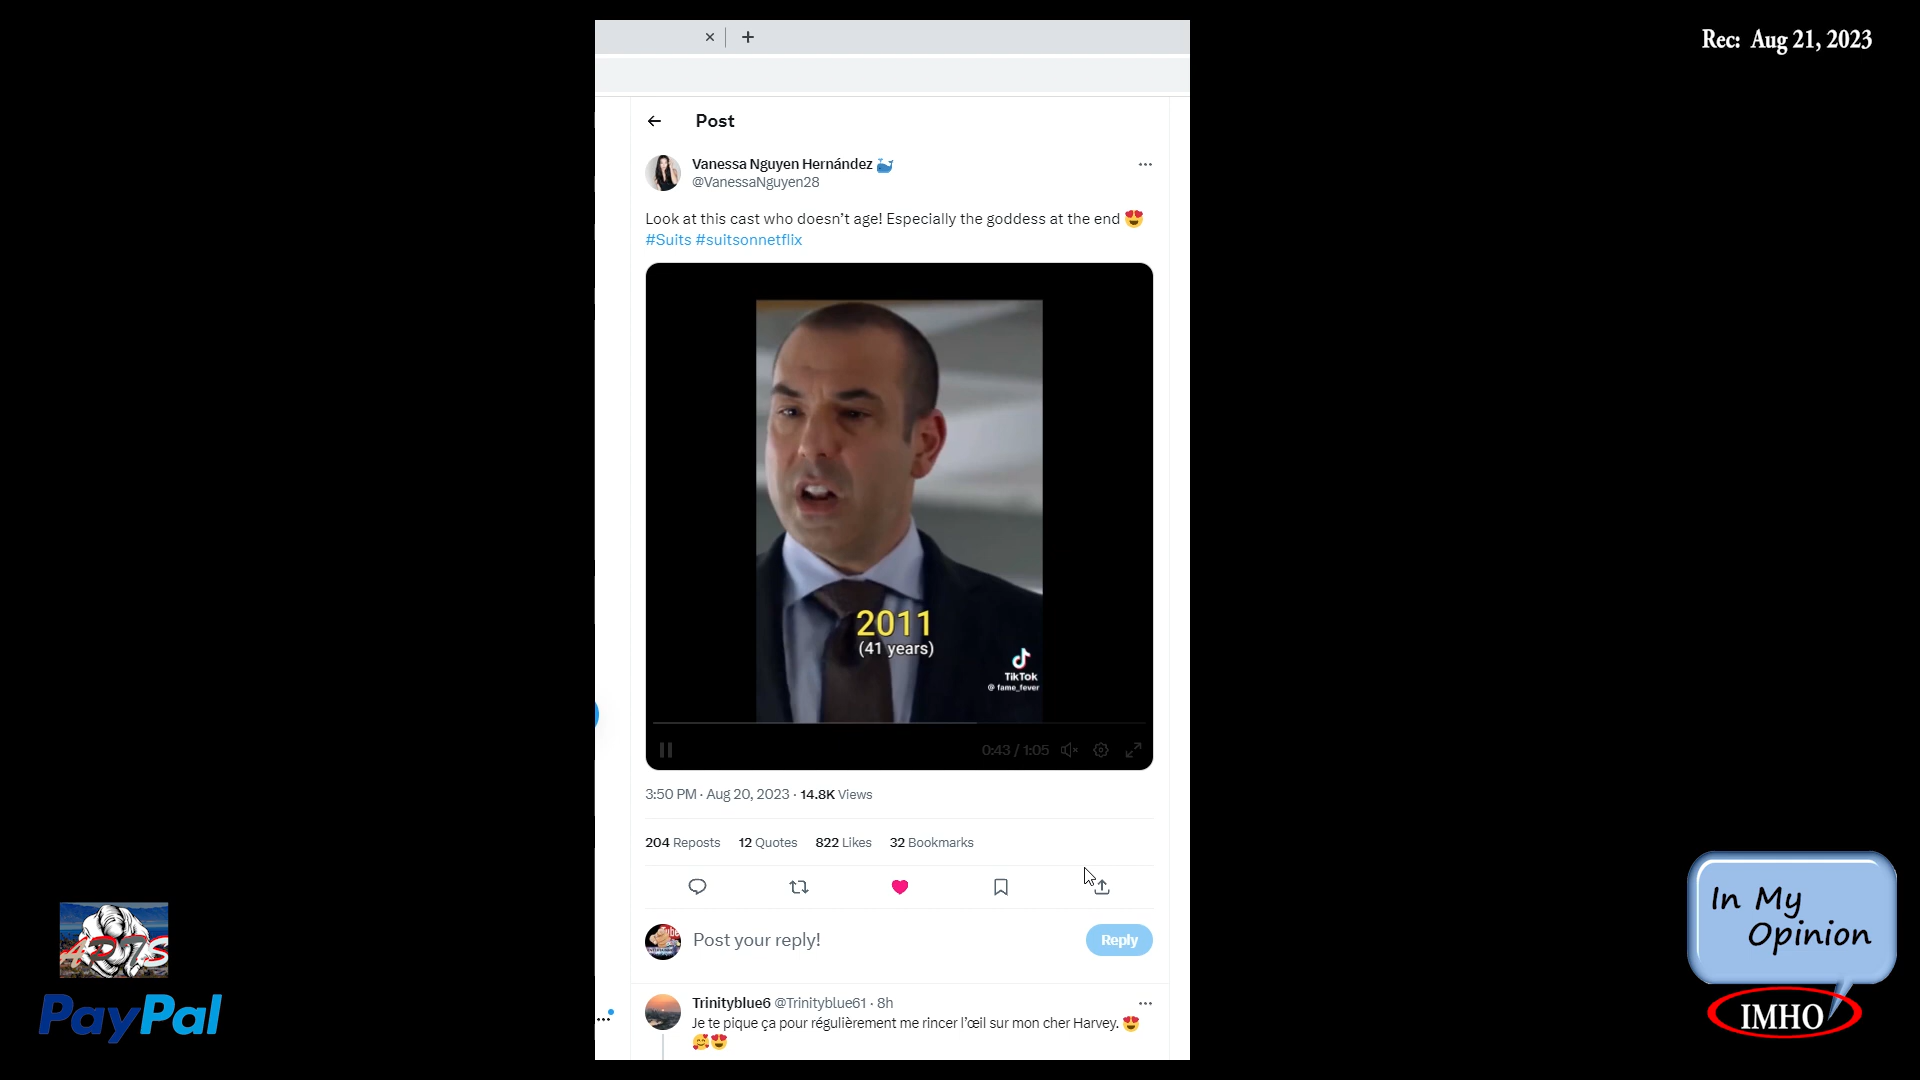 Rec: Aug 21, 2023
Post
Vanessa Nguyen Hernández 🐳
@VanessaNguyen28
Look at this cast who doesn’t age! Especially the goddess at the end 😍
#Suits #suitsonnetflix
2011
(41 years)
TikTok
@ fame_fever
0:43 / 1:05
3:50 PM · Aug 20, 2023 · 14.8K Views
204 Reposts 12 Quotes 822 Likes 32 Bookmarks
Post your reply!
Reply
Trinityblue6 @Trinityblue61 · 8h
Je te pique ça pour régulièrement me rincer l’œil sur mon cher Harvey. 😍
🥰😍
PayPal
In My
Opinion
IMHO